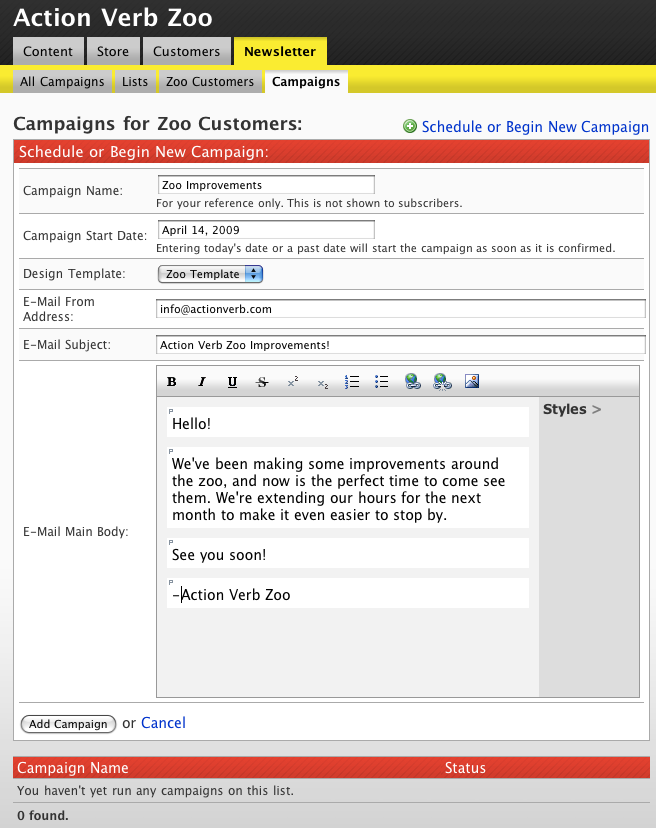 Action Verb Zoo
Content Store Customers Newsletter
All Campaigns Lists Zoo Customers Campaigns
Campaigns for Zoo Customers:
Schedule or Begin New Campaign
Schedule or Begin New Campaign:
Campaign Name:
Zoo Improvements
For your reference only. This is not shown to subscribers.
Campaign Start Date:
April 14, 2009
Entering today's date or a past date will start the campaign as soon as it is confirmed.
Design Template:
Zoo Template
E-Mail From
Address:
info@actionverb.com
E-Mail Subject:
Action Verb Zoo Improvements!
E-Mail Main Body:
B I U S x² x₂
Styles >
P
Hello!
P
We've been making some improvements around
the zoo, and now is the perfect time to come see
them. We're extending our hours for the next
month to make it even easier to stop by.
P
See you soon!
P
-Action Verb Zoo
Add Campaign or Cancel
Campaign Name Status
You haven't yet run any campaigns on this list.
0 found.